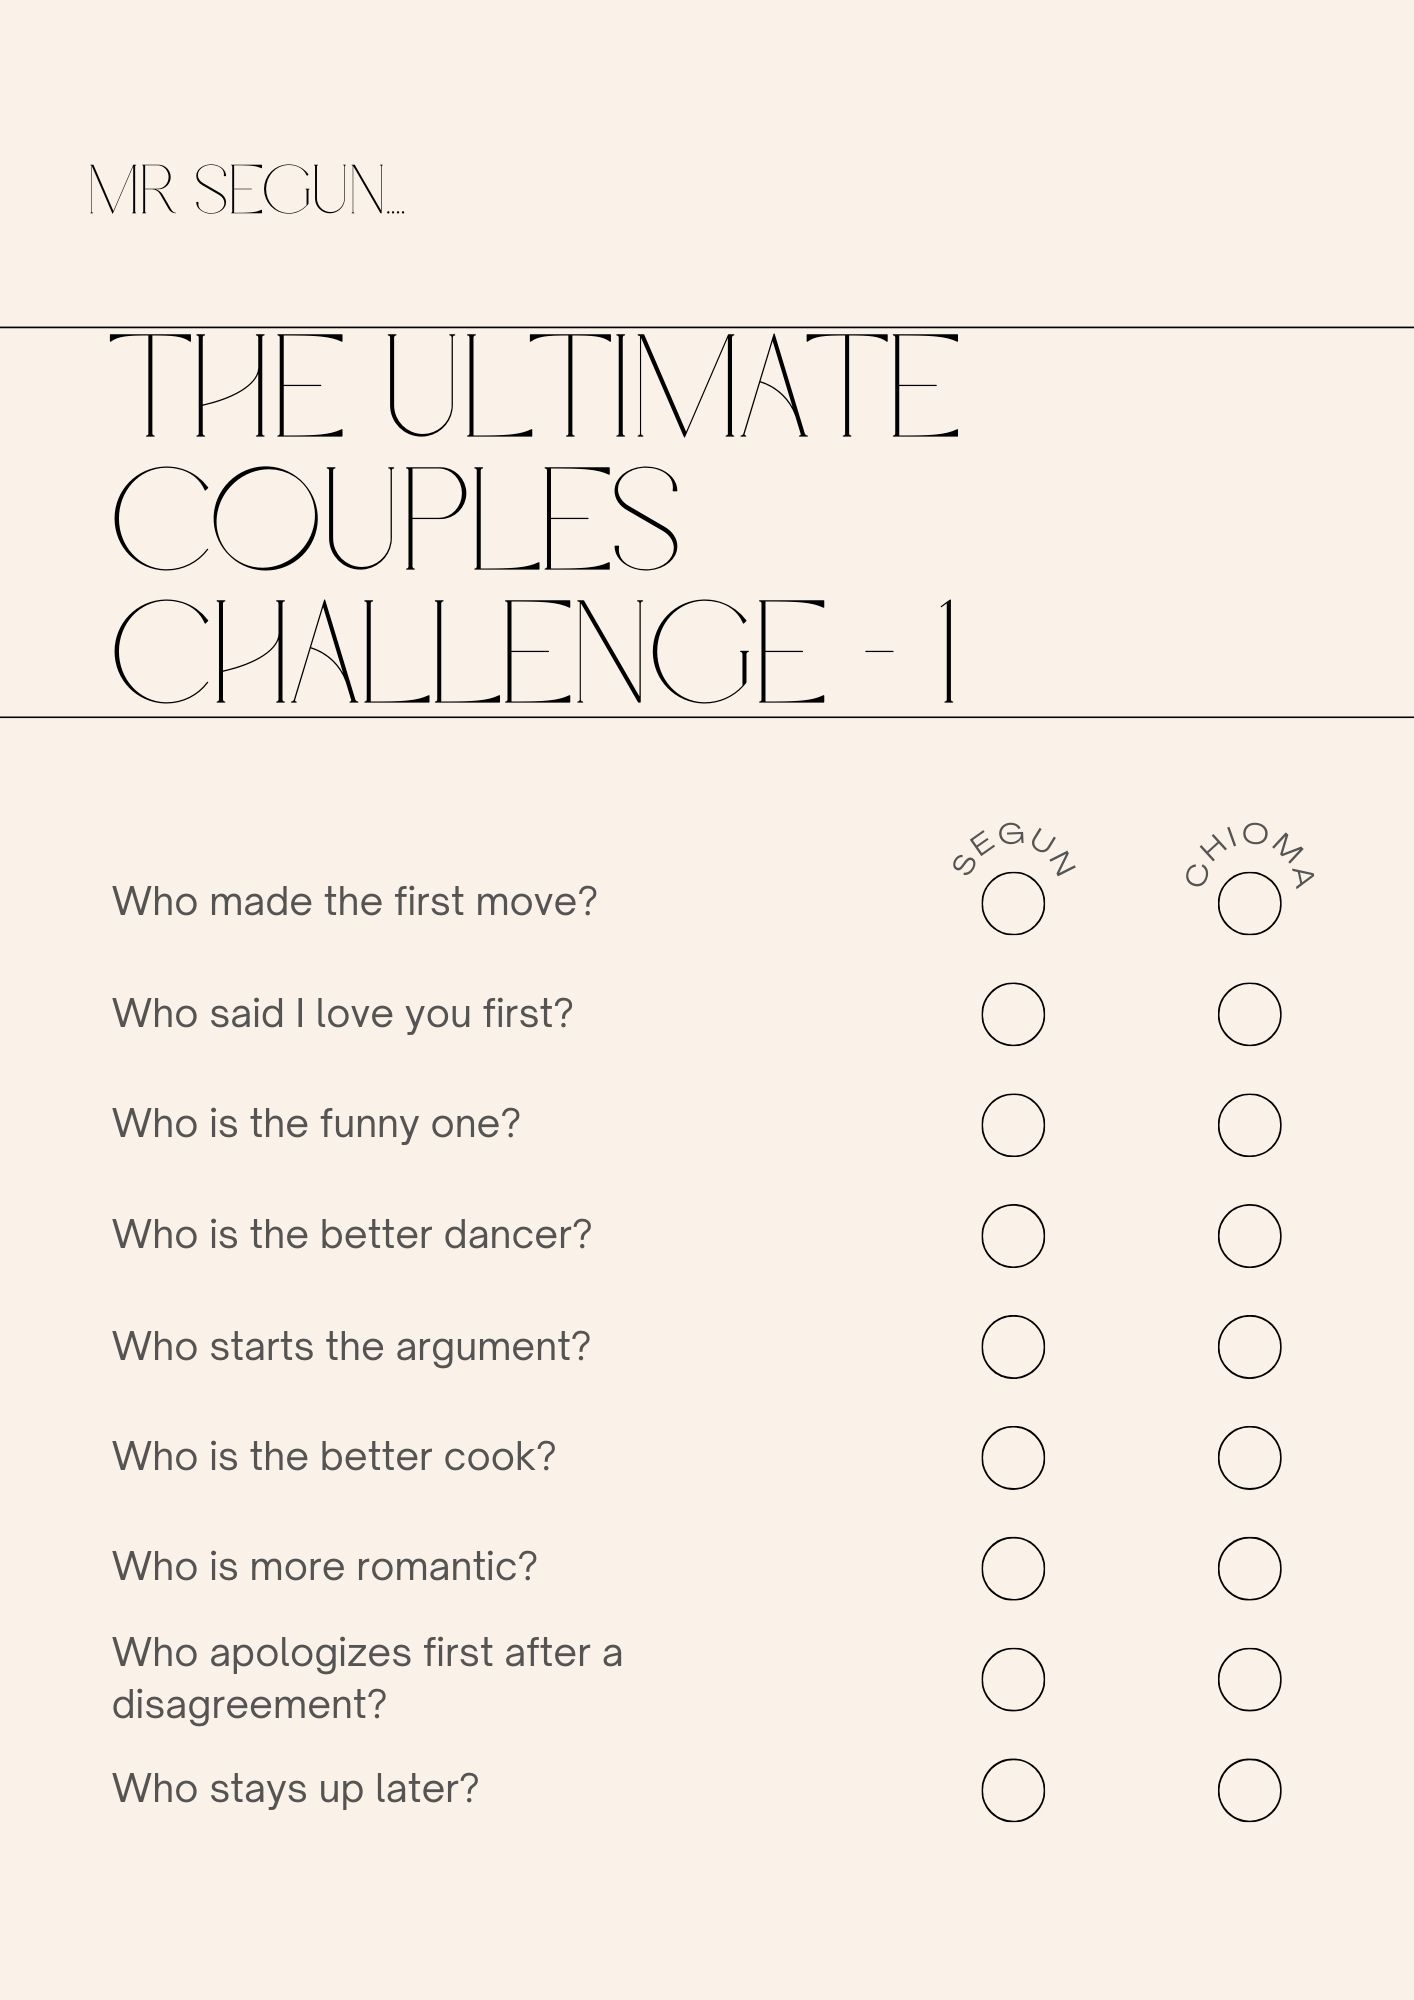 MR SEGUN....
THE ULTIMATE
COUPLES
CHALLENGE - 1
SEGUN CHIOMA
Who made the first move?
Who said I love you first?
Who is the funny one?
Who is the better dancer?
Who starts the argument?
Who is the better cook?
Who is more romantic?
Who apologizes first after a
disagreement?
Who stays up later?